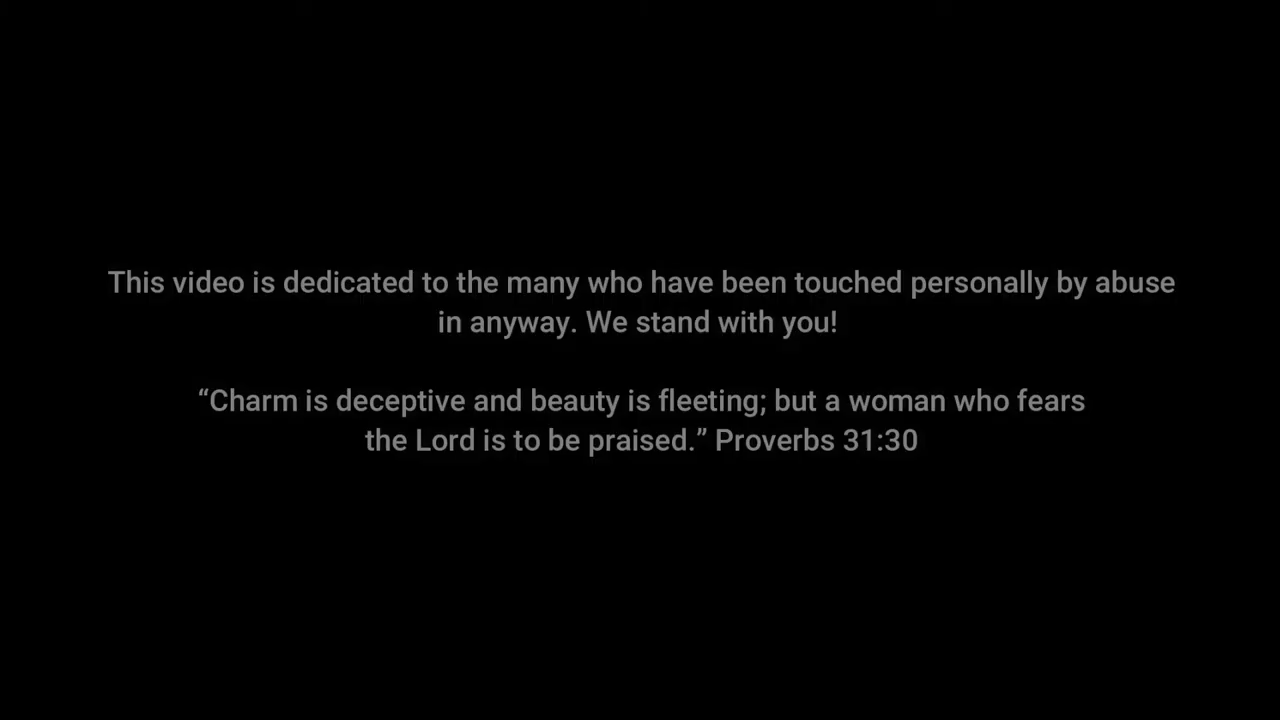 This video is dedicated to the many who have been touched personally by abuse
in anyway. We stand with you!
“Charm is deceptive and beauty is fleeting; but a woman who fears
the Lord is to be praised.” Proverbs 31:30